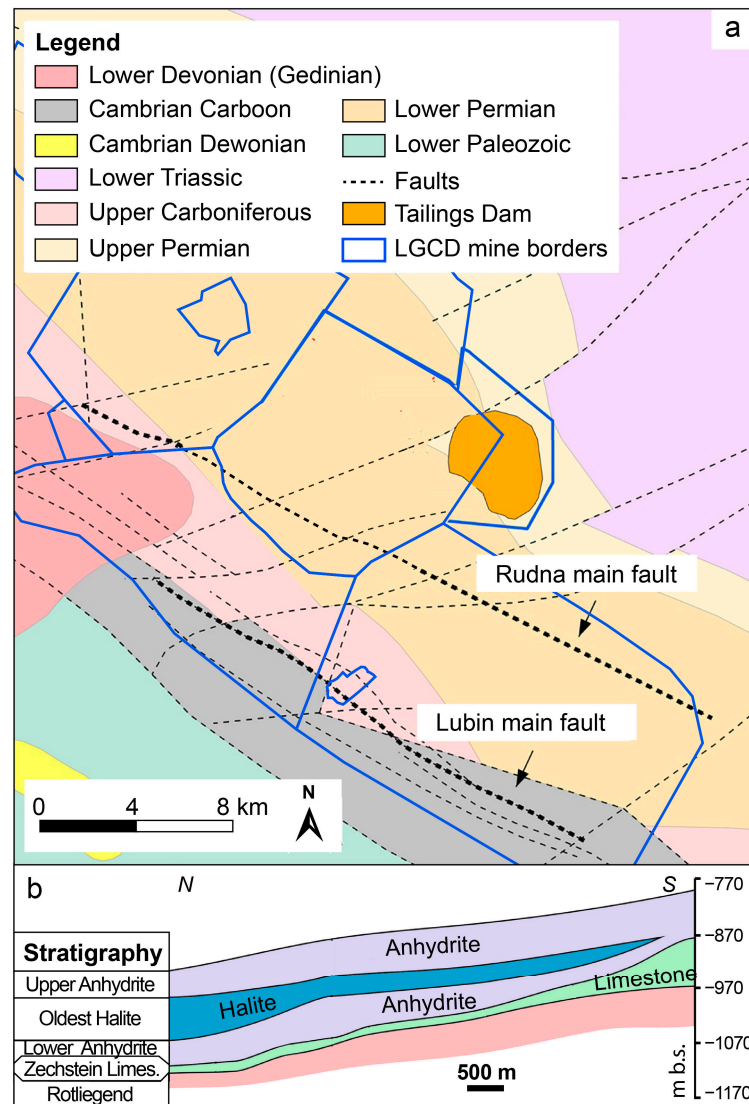 a
Legend
Lower Devonian (Gedinian)
Cambrian Carboon
Cambrian Dewonian
Lower Triassic
Upper Carboniferous
Upper Permian
Lower Permian
Lower Paleozoic
Faults
Tailings Dam
LGCD mine borders
Rudna main fault
Lubin main fault
0 4 8 km
N
b
N
S
Stratigraphy
Upper Anhydrite
Oldest Halite
Lower Anhydrite
Zechstein Limes.
Rotliegend
Anhydrite
Halite
Anhydrite
Limestone
500 m
−770
−870
−970
−1070
−1170
m b.s.